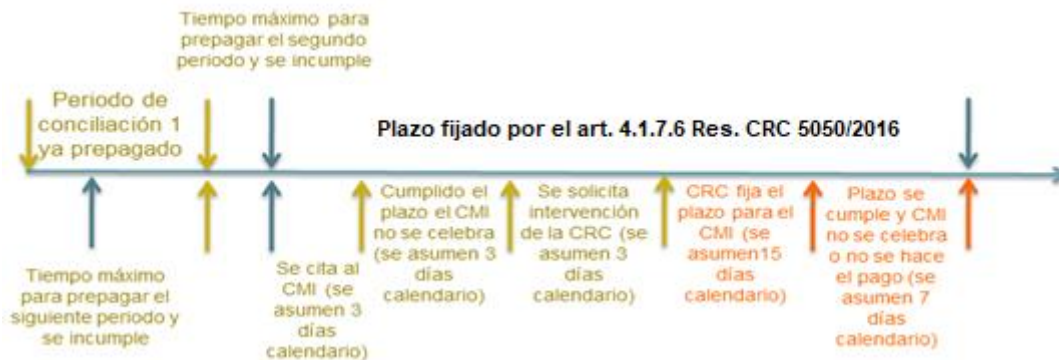 Tiempo máximo para
prepagar el segundo
periodo y se incumple
Periodo de
conciliación 1
ya prepagado
Plazo fijado por el art. 4.1.7.6 Res. CRC 5050/2016
Tiempo máximo
para prepagar el
siguiente periodo y
se incumple
Se cita al
CMI (se
asumen 3
días
calendario)
Cumplido el
plazo el CMI
no se celebra
(se asumen 3
días
calendario)
Se solicita
intervención
de la CRC (se
asumen 3
días
calendario)
CRC fija el
plazo para el
CMI (se
asumen15
días
calendario)
Plazo se
cumple y CMI
no se celebra
o no se hace
el pago (se
asumen 7
días
calendario)